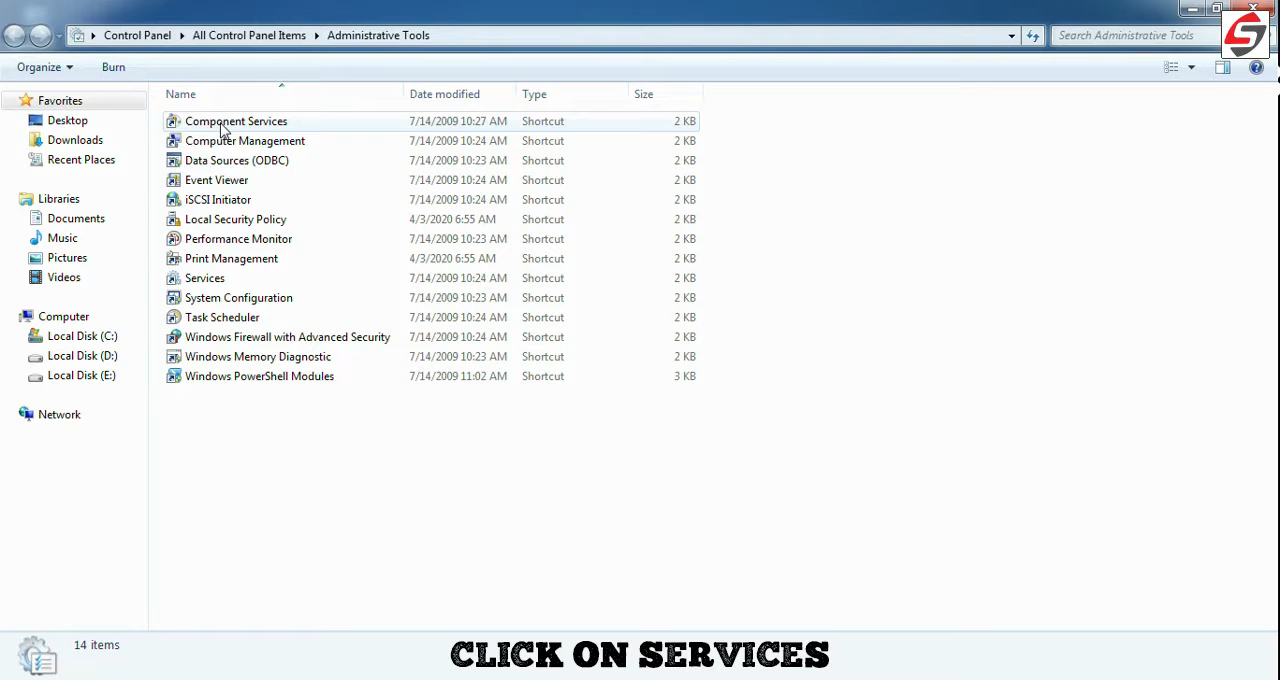 Control Panel All Control Panel Items Administrative Tools Search Administrative Tools
Organize Burn
Name Date modified Type Size
Favorites
Desktop
Downloads
Recent Places
Libraries
Documents
Music
Pictures
Videos
Computer
Local Disk (C:)
Local Disk (D:)
Local Disk (E:)
Network
Component Services 7/14/2009 10:27 AM Shortcut 2 KB
Computer Management 7/14/2009 10:24 AM Shortcut 2 KB
Data Sources (ODBC) 7/14/2009 10:23 AM Shortcut 2 KB
Event Viewer 7/14/2009 10:24 AM Shortcut 2 KB
iSCSI Initiator 7/14/2009 10:24 AM Shortcut 2 KB
Local Security Policy 4/3/2020 6:55 AM Shortcut 2 KB
Performance Monitor 7/14/2009 10:23 AM Shortcut 2 KB
Print Management 4/3/2020 6:55 AM Shortcut 2 KB
Services 7/14/2009 10:24 AM Shortcut 2 KB
System Configuration 7/14/2009 10:23 AM Shortcut 2 KB
Task Scheduler 7/14/2009 10:24 AM Shortcut 2 KB
Windows Firewall with Advanced Security 7/14/2009 10:24 AM Shortcut 2 KB
Windows Memory Diagnostic 7/14/2009 10:23 AM Shortcut 2 KB
Windows PowerShell Modules 7/14/2009 11:02 AM Shortcut 3 KB
14 items
CLICK ON SERVICES